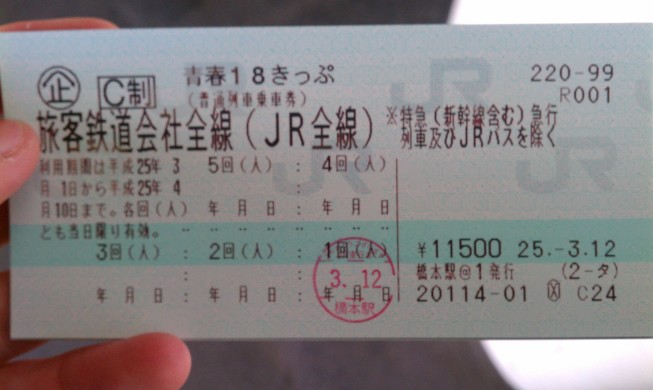 企 C制 青春18きっぷ 220-99
(普通列車乗車券) R001
旅客鉄道会社全線(JR全線) ※特急(新幹線含む)急行
列車及びJRバスを除く
利用期間は平成25年 3
月 1日から平成25年 4
月10日まで。各回(人)
とも当日限り有効。
5回(人) : 4回(人)
:
年 月 日 : 年 月 日
3回(人) : 2回(人) : 1回(人)
: :
年 月 日 : 年 月 日 : 年 月 日
3.12
橋本駅
¥11500 25.-3.12
橋本駅@1発行 (2-タ)
20114-01 C24
JR
JR
JR